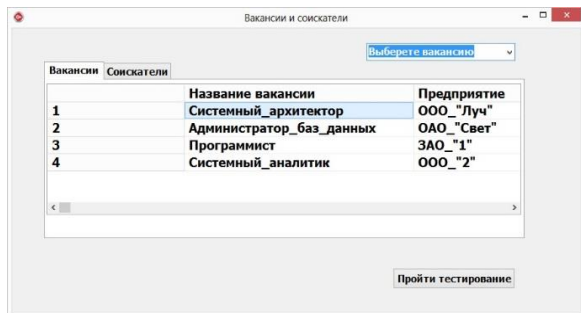 Вакансии и соискатели
Выберете вакансию
Вакансии Соискатели
Название вакансии Предприятие
1 Системный_архитектор ООО_"Луч"
2 Администратор_баз_данных ОАО_"Свет"
3 Программист ЗАО_"1"
4 Системный_аналитик ООО_"2"
Пройти тестирование